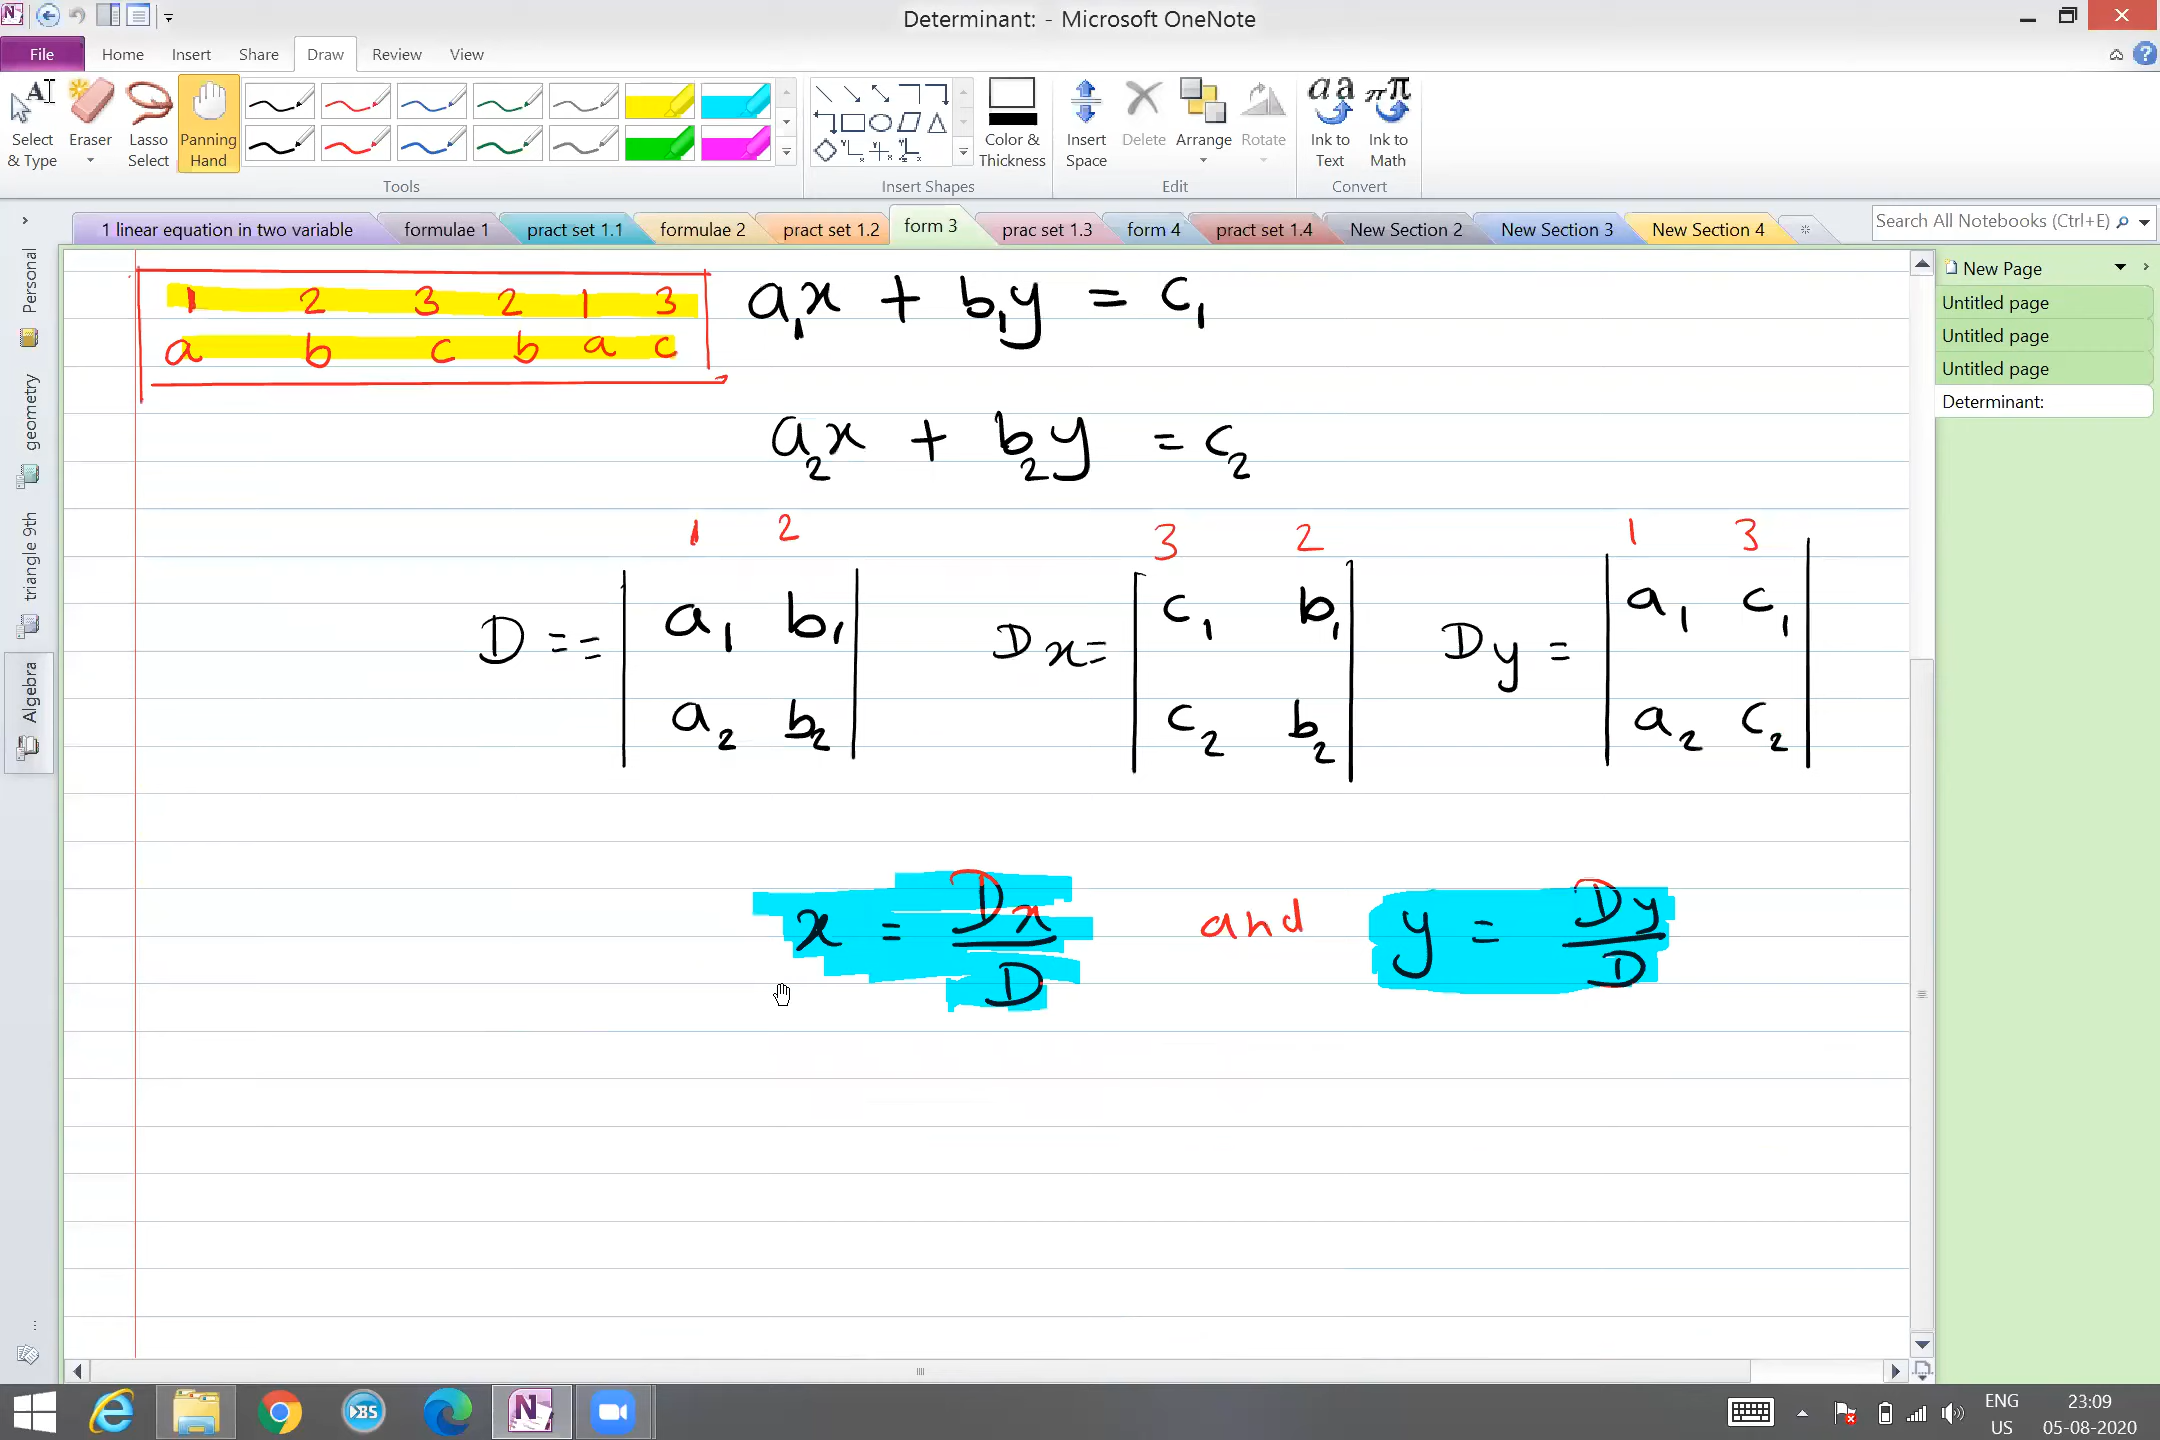 Determinant: - Microsoft OneNote
File Home Insert Share Draw Review View
Select & Type Eraser Lasso Select Panning Hand Color & Thickness Insert Space Delete Arrange Rotate Ink to Text Ink to Math
Tools Insert Shapes Edit Convert
1 linear equation in two variable formulae 1 pract set 1.1 formulae 2 pract set 1.2 form 3 prac set 1.3 form 4 pract set 1.4 New Section 2 New Section 3 New Section 4 Search All Notebooks (Ctrl+E)
Personal
geometry
triangle 9th
Algebra
New Page
Untitled page
Untitled page
Untitled page
Determinant:
1 2 3 2 1 3
a b c b a c
a₁x + b₁y = c₁
a₂x + b₂y = c₂
1 2 3 2 1 3
D == | a₁ b₁ | Dx= | c₁ b₁ | Dy = | a₁ c₁ |
| a₂ b₂ | | c₂ b₂ | | a₂ c₂ |
x = Dx/D and y = Dy/D
ENG 23:09
US 05-08-2020